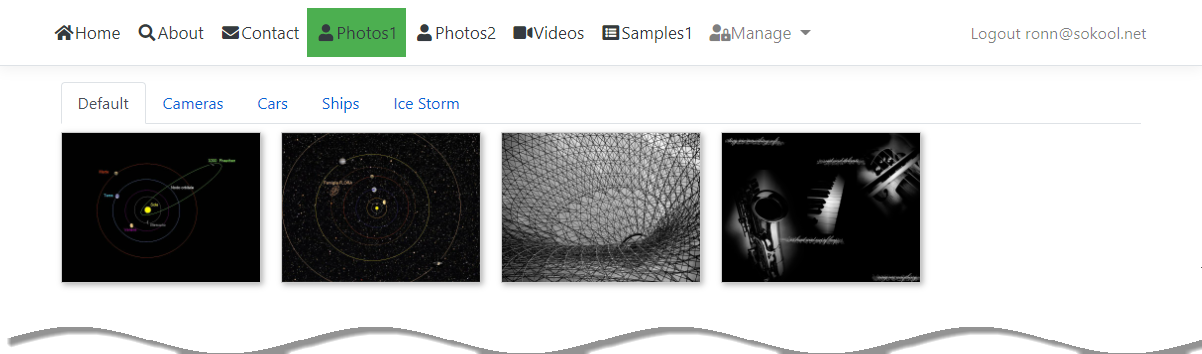 Home About Contact Photos1 Photos2 Videos Samples1 Manage Logout ronn@sokool.net
Default Cameras Cars Ships Ice Storm